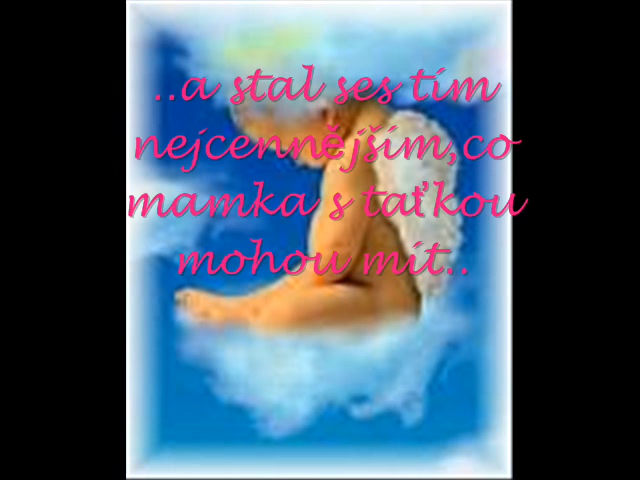 ..a stal ses tím
nejcennějším,co
mamka s taťkou
mohou mít..